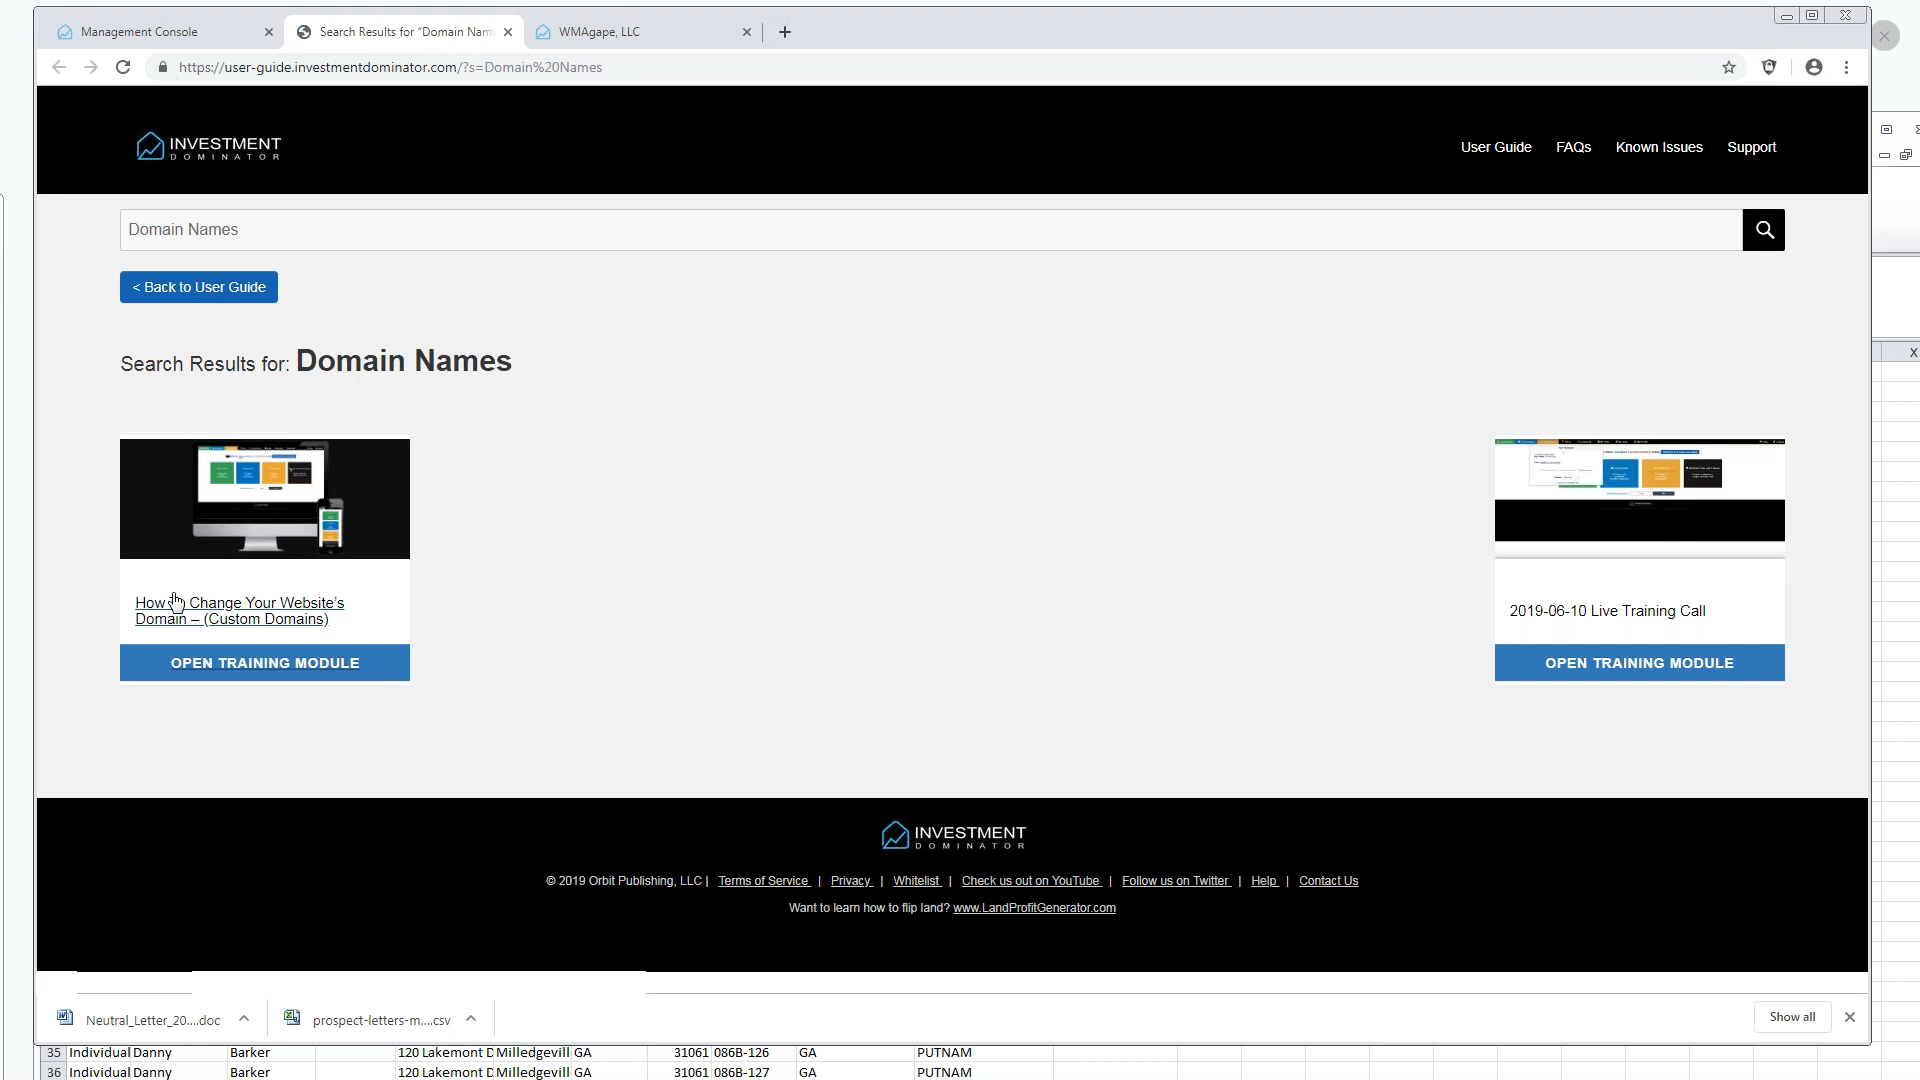 Management Console
Search Results for "Domain Nam
WMAgape, LLC
https://user-guide.investmentdominator.com/?s=Domain%20Names
INVESTMENT
DOMINATOR
User Guide
FAQs
Known Issues
Support
Domain Names
< Back to User Guide
Search Results for: Domain Names
How Change Your Website's
Domain – (Custom Domains)
OPEN TRAINING MODULE
2019-06-10 Live Training Call
OPEN TRAINING MODULE
X
INVESTMENT
DOMINATOR
© 2019 Orbit Publishing, LLC | Terms of Service | Privacy | Whitelist | Check us out on YouTube | Follow us on Twitter | Help | Contact Us
Want to learn how to flip land? www.LandProfitGenerator.com
Neutral_Letter_20....doc
prospect-letters-m....csv
Show all
35 Individual Danny Barker 120 Lakemont D Milledgevill GA 31061 086B-126 GA PUTNAM
36 Individual Danny Barker 120 Lakemont D Milledgevill GA 31061 086B-127 GA PUTNAM